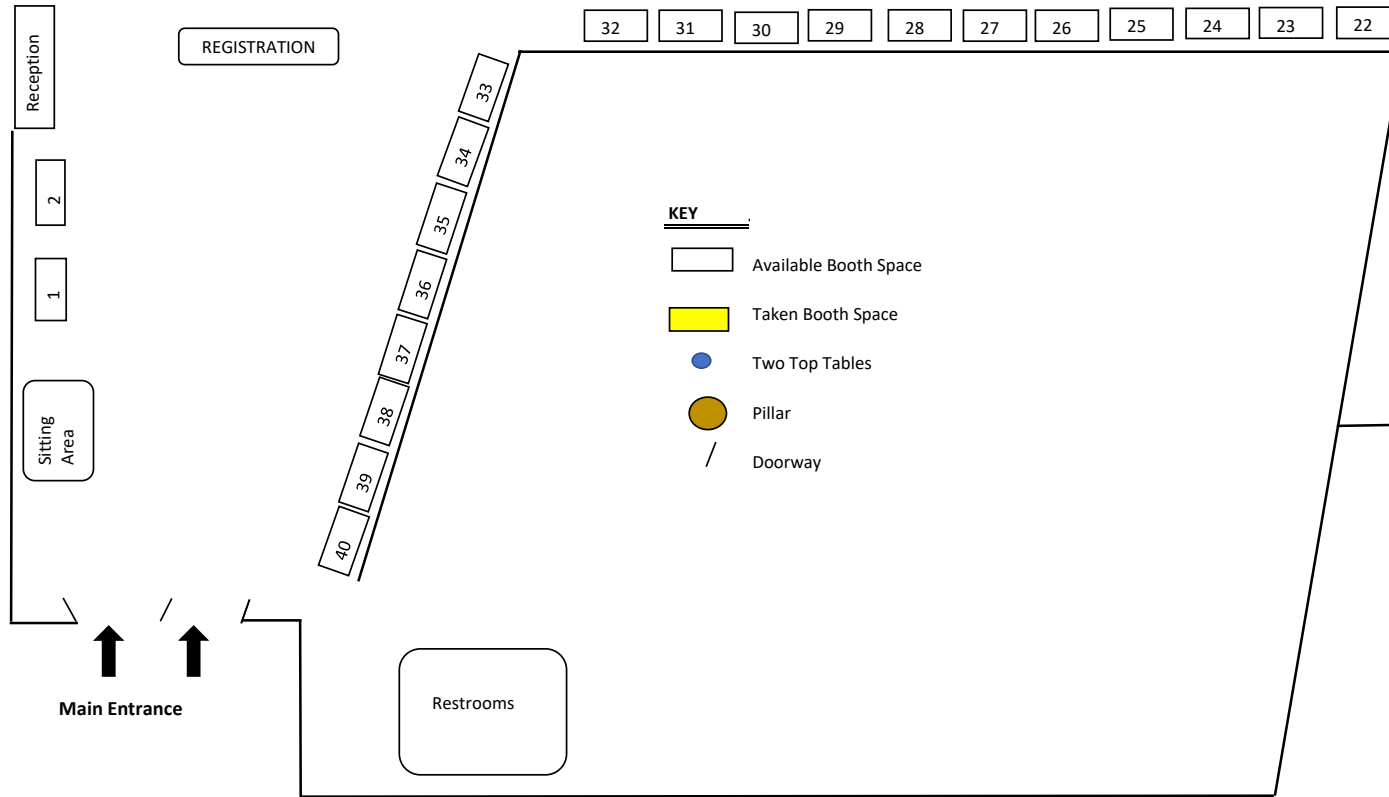 32 31 30 29 28 27 26 25 24 23 22
REGISTRATION
Reception
33
34
2
35
KEY
Available Booth Space
1
36
Taken Booth Space
37
Two Top Tables
38
Pillar
Sitting
Area
39
Doorway
40
Main Entrance
Restrooms